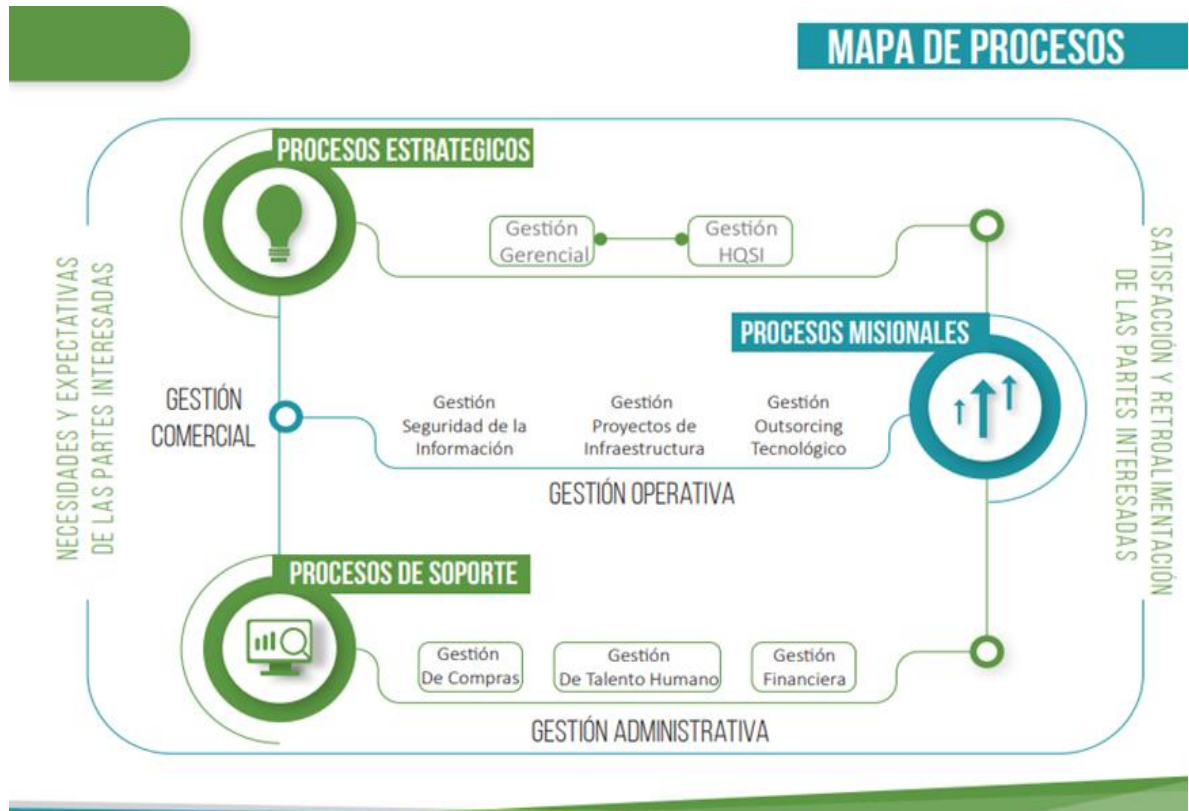 MAPA DE PROCESOS
PROCESOS ESTRATEGICOS
Gestión
Gerencial
Gestión
HQSI
NECESIDADES Y EXPECTATIVAS
DE LAS PARTES INTERESADAS
SATISFACCIÓN Y RETROALIMENTACIÓN
DE LAS PARTES INTERESADAS
PROCESOS MISIONALES
GESTIÓN
COMERCIAL
Gestión
Seguridad de la
Información
Gestión
Proyectos de
Infraestructura
Gestión
Outsorcing
Tecnológico
GESTIÓN OPERATIVA
PROCESOS DE SOPORTE
Gestión
De Compras
Gestión
De Talento Humano
Gestión
Financiera
GESTIÓN ADMINISTRATIVA